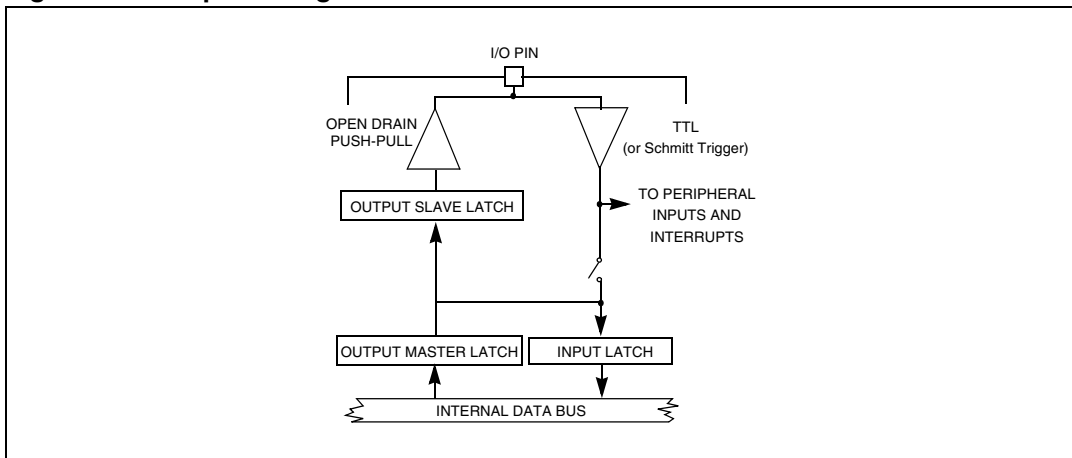 I/O PIN
OPEN DRAIN
PUSH-PULL
TTL
(or Schmitt Trigger)
OUTPUT SLAVE LATCH
TO PERIPHERAL
INPUTS AND
INTERRUPTS
OUTPUT MASTER LATCH
INPUT LATCH
INTERNAL DATA BUS